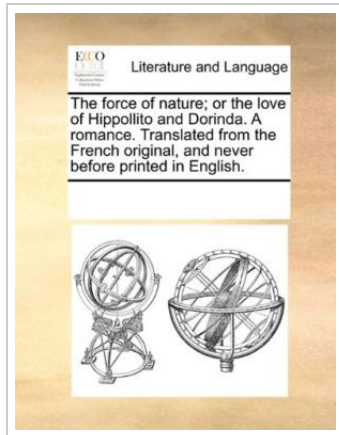 ECCO
Literature and Language
The force of nature; or the love
of Hippollito and Dorinda. A
romance. Translated from the
French original, and never
before printed in English.